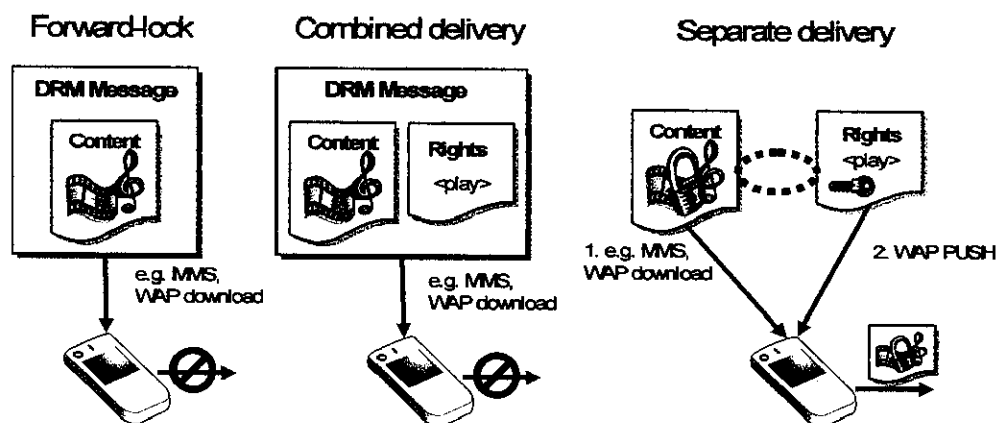 Forward-lock
DRM Message
Content
e.g. MMS,
WAP download
Combined delivery
DRM Message
Content
Rights
<play>
e.g. MMS,
WAP download
Separate delivery
Content
Rights
<play>
1. e.g. MMS,
WAP download
2. WAP PUSH